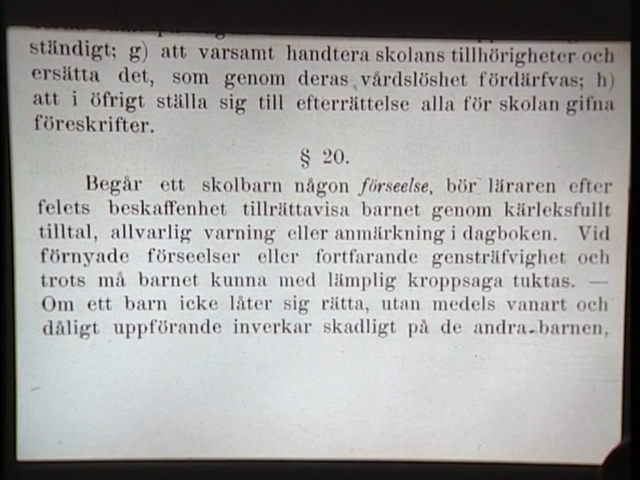 ständigt; g) att varsamt handtera skolans tillhörigheter och
ersätta det, som genom deras vårdslöshet fördärfvas; h)
att i öfrigt ställa sig till efterrättelse alla för skolan gifna
föreskrifter.
§ 20.
Begår ett skolbarn någon förseelse, bör läraren efter
felets beskaffenhet tillrättavisa barnet genom kärleksfullt
tilltal, allvarlig varning eller anmärkning i dagboken. Vid
förnyade förseelser eller fortfarande gensträfvighet och
trots må barnet kunna med lämplig kroppsaga tuktas. —
Om ett barn icke låter sig rätta, utan medels vanart och
dåligt uppförande inverkar skadligt på de andra barnen,